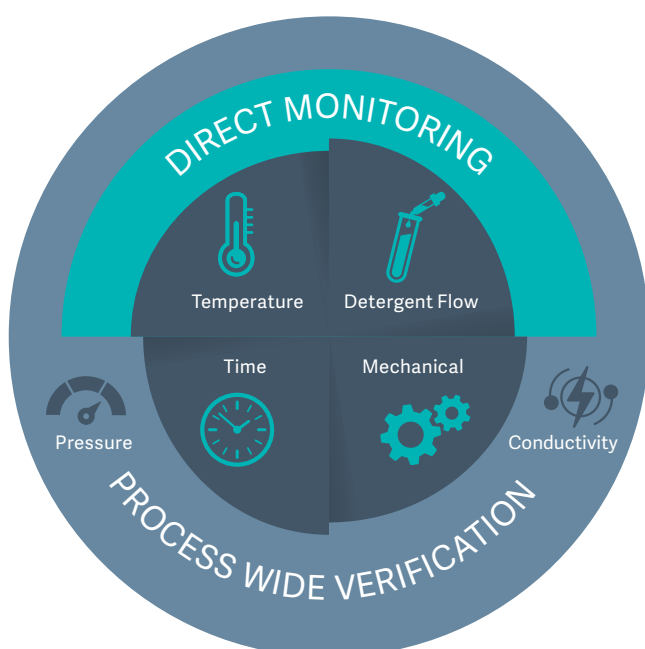 DIRECT MONITORING
Temperature
Detergent Flow
Time
Mechanical
Pressure
Conductivity
PROCESS WIDE VERIFICATION